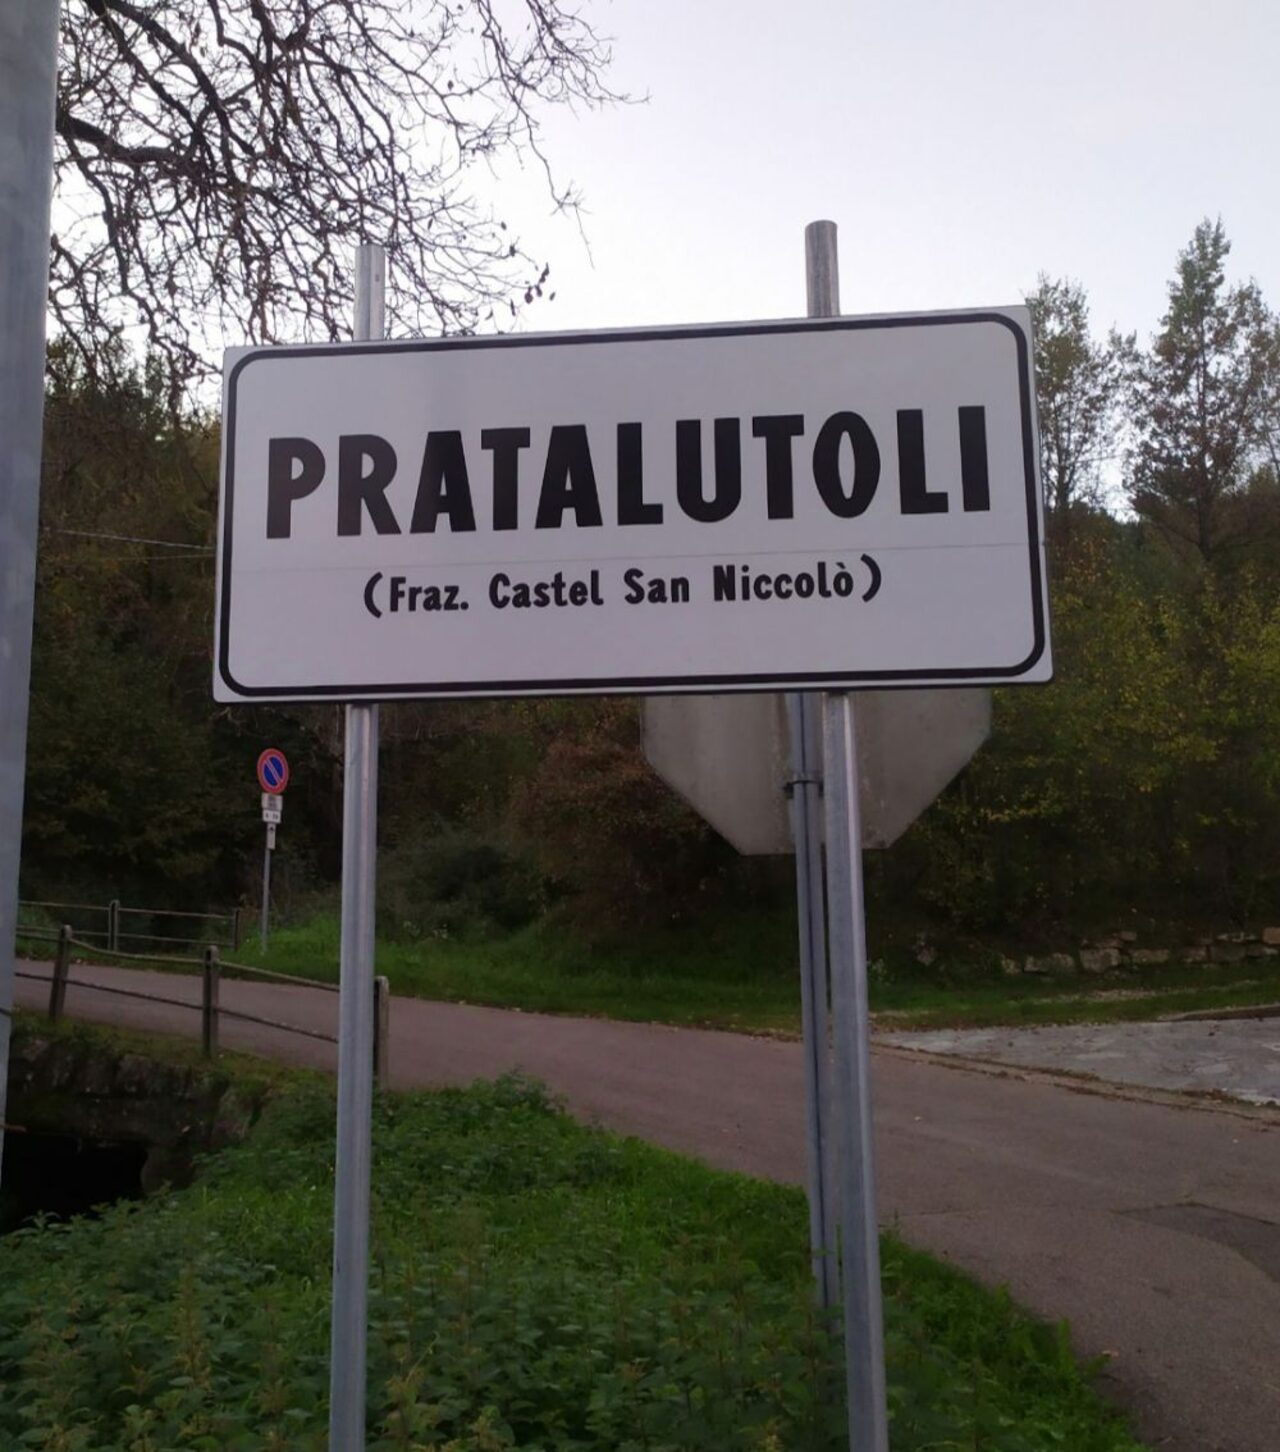 PRATALUTOLI
(Fraz. Castel San Niccolò)